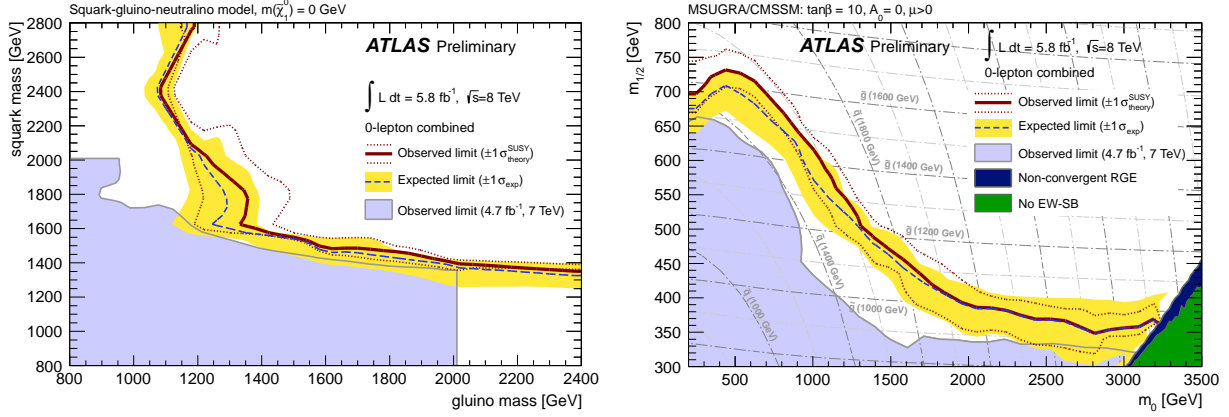 Squark-gluino-neutralino model, m(χ̃₁⁰) = 0 GeV
squark mass [GeV]
2800
2600
2400
2200
2000
1800
1600
1400
1200
1000
800
ATLAS Preliminary
∫ L dt = 5.8 fb⁻¹, √s=8 TeV
0-lepton combined
Observed limit (±1 σ^SUSY_theory)
Expected limit (±1 σ_exp)
Observed limit (4.7 fb⁻¹, 7 TeV)
800 1000 1200 1400 1600 1800 2000 2200 2400
gluino mass [GeV]
MSUGRA/CMSSM: tanβ = 10, A₀ = 0, μ>0
m₁/₂ [GeV]
800
750
700
650
600
550
500
450
400
350
300
ATLAS Preliminary
∫ L dt = 5.8 fb⁻¹, √s=8 TeV
0-lepton combined
Observed limit (±1 σ^SUSY_theory)
Expected limit (±1 σ_exp)
Observed limit (4.7 fb⁻¹, 7 TeV)
Non-convergent RGE
No EW-SB
g̃ (1600 GeV)
q̃ (1800 GeV)
g̃ (1400 GeV)
g̃ (1200 GeV)
q̃ (1400 GeV)
g̃ (1000 GeV)
q̃ (1000 GeV)
500 1000 1500 2000 2500 3000 3500
m₀ [GeV]